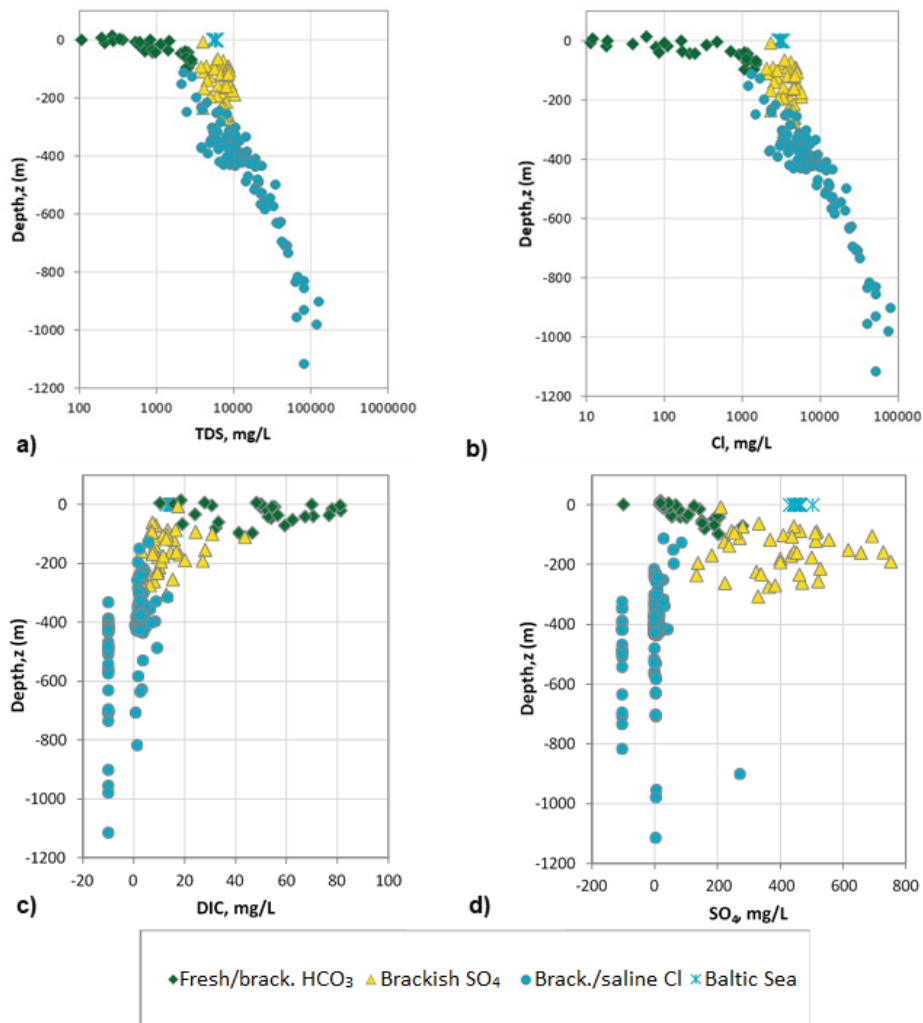 0
-200
-400
-600
-800
-1000
-1200
Depth,z (m)
100 1000 10000 100000 1000000
a) TDS, mg/L
0
-200
-400
-600
-800
-1000
-1200
Depth,z (m)
10 100 1000 10000 100000
b) Cl, mg/L
0
-200
-400
-600
-800
-1000
-1200
Depth,z (m)
-20 0 20 40 60 80 100
c) DIC, mg/L
0
-200
-400
-600
-800
-1000
-1200
Depth,z (m)
-200 0 200 400 600 800
d) SO₄, mg/L
Fresh/brack. HCO₃ Brackish SO₄ Brack./saline Cl Baltic Sea